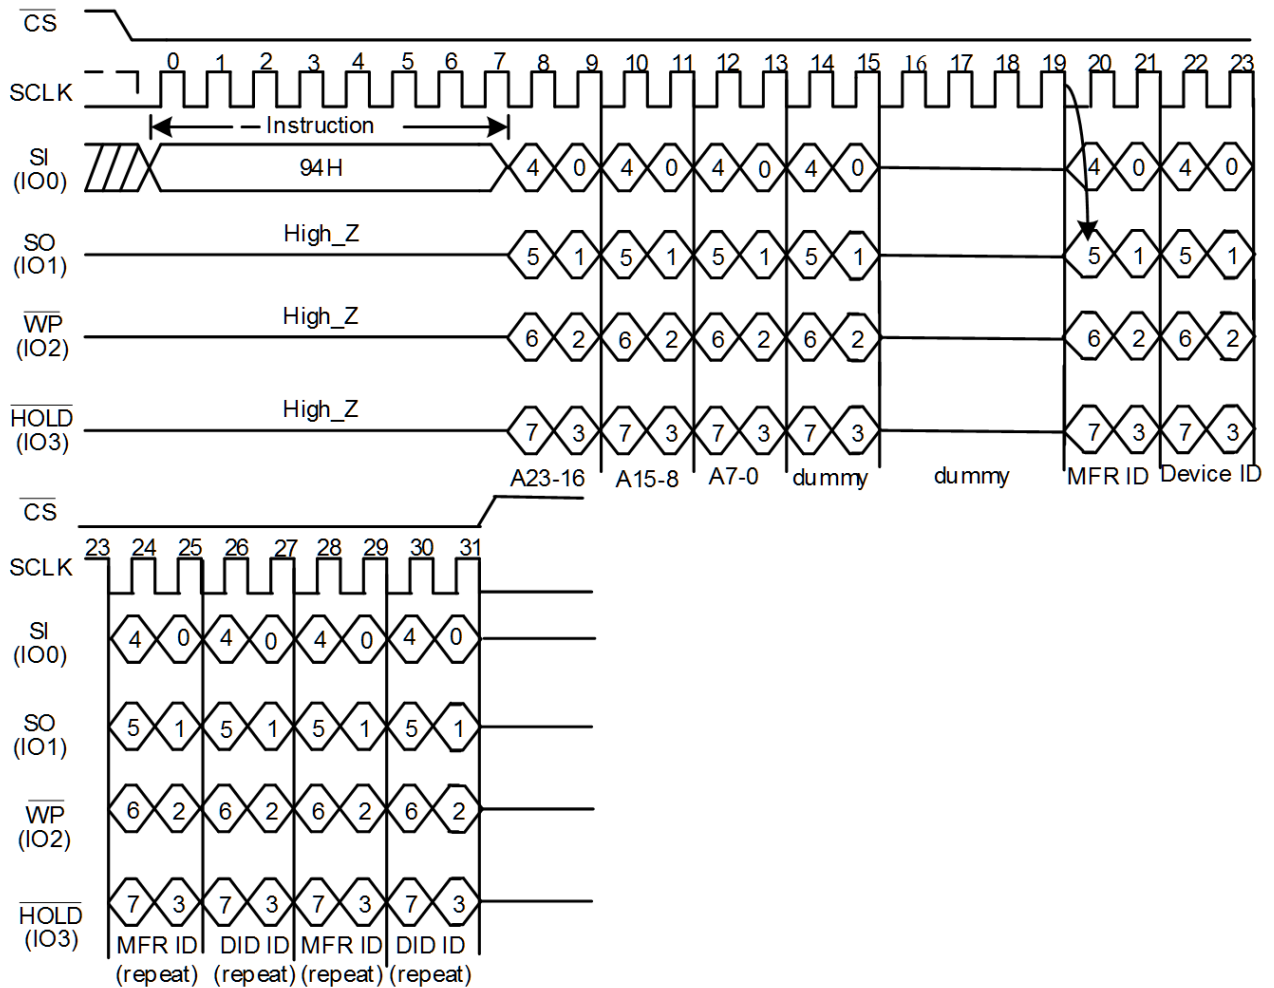 CS
0 1 2 3 4 5 6 7 8 9 10 11 12 13 14 15 16 17 18 19 20 21 22 23
SCLK
Instruction
SI
(IO0)
94H
4 0 4 0 4 0 4 0 4 0 4 0
SO
(IO1)
High_Z
5 1 5 1 5 1 5 1 5 1 5 1
WP
(IO2)
High_Z
6 2 6 2 6 2 6 2 6 2 6 2
HOLD
(IO3)
High_Z
7 3 7 3 7 3 7 3 7 3 7 3
A23-16 A15-8 A7-0 dummy dummy MFR ID Device ID
CS
23 24 25 26 27 28 29 30 31
SCLK
SI
(IO0)
4 0 4 0 4 0 4 0
SO
(IO1)
5 1 5 1 5 1 5 1
WP
(IO2)
6 2 6 2 6 2 6 2
HOLD
(IO3)
7 3 7 3 7 3 7 3
MFR ID DID ID MFR ID DID ID
(repeat) (repeat) (repeat) (repeat)